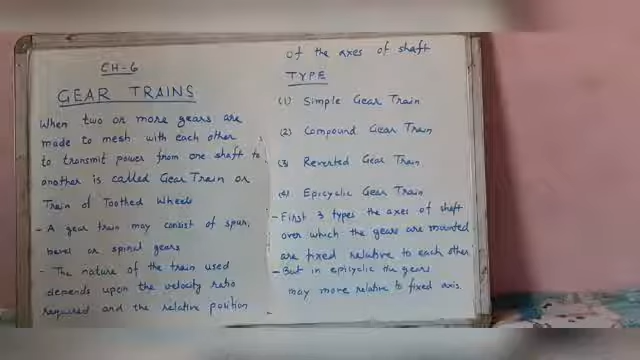 CH-6
GEAR TRAINS
When two or more gears are
made to mesh with each other
to transmit power from one shaft to
another is called Gear Train or
Train of Toothed Wheels
- A gear train may consist of spur,
bevel or spiral gears
- The nature of the train used
depends upon the velocity ratio
required and the relative position
of the axes of shaft
TYPE
(1) Simple Gear Train
(2) Compound Gear Train
(3) Reverted Gear Train
(4) Epicyclic Gear Train
- First 3 types the axes of shaft
over which the gears are mounted
are fixed relative to each other
- But in epicyclic the gears
may move relative to fixed axis.